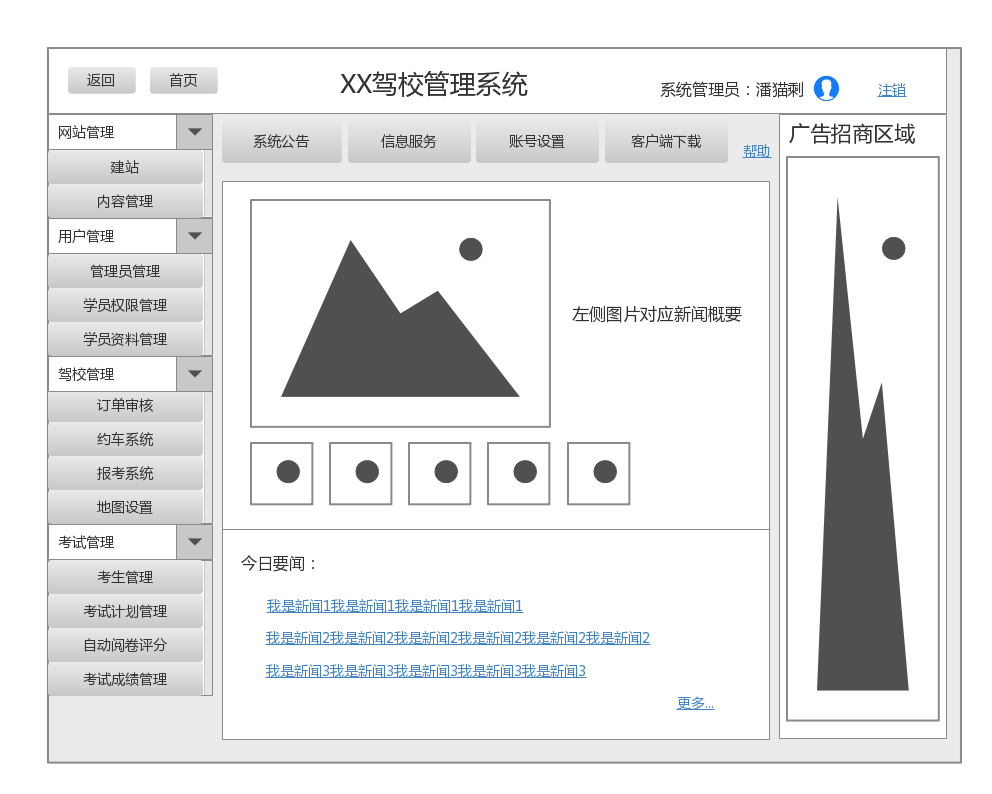 返回
首页
XX驾校管理系统
系统管理员：潘猫剩
注销
网站管理
建站
内容管理
用户管理
管理员管理
学员权限管理
学员资料管理
驾校管理
订单审核
约车系统
报考系统
地图设置
考试管理
考生管理
考试计划管理
自动阅卷评分
考试成绩管理
系统公告
信息服务
账号设置
客户端下载
帮助
左侧图片对应新闻概要
今日要闻：
我是新闻1我是新闻1我是新闻1我是新闻1
我是新闻2我是新闻2我是新闻2我是新闻2我是新闻2我是新闻2
我是新闻3我是新闻3我是新闻3我是新闻3我是新闻3
更多...
广告招商区域